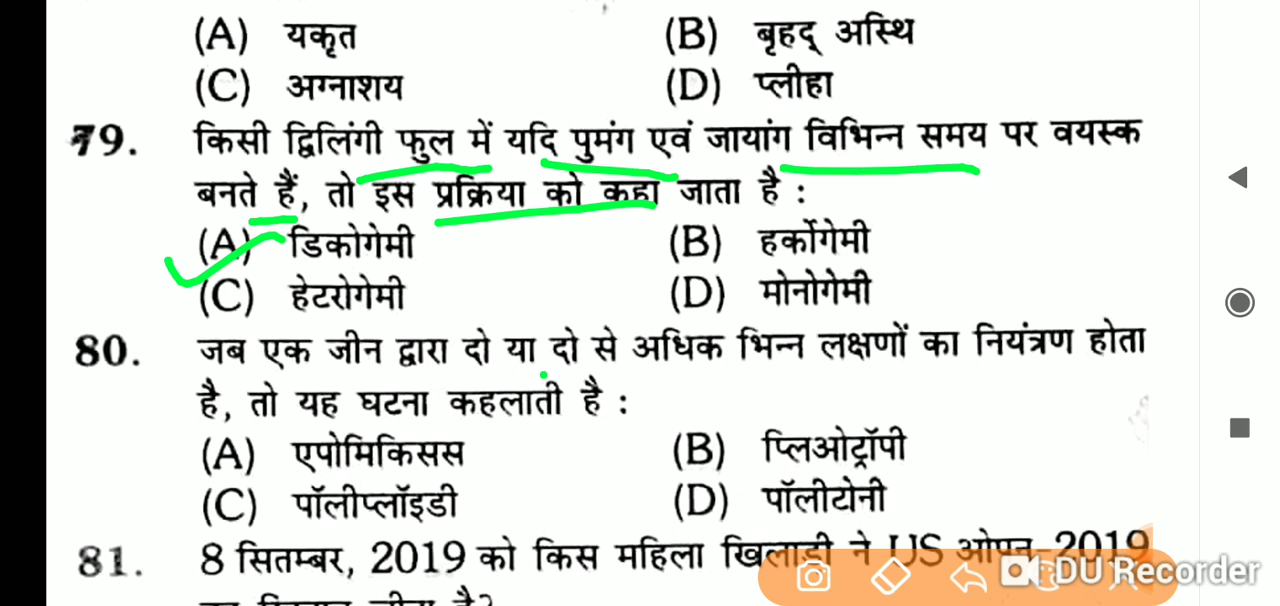 (A) यकृत (B) बृहद् अस्थि
(C) अग्नाशय (D) प्लीहा
79. किसी द्विलिंगी फुल में यदि पुमंग एवं जायांग विभिन्न समय पर वयस्क
बनते हैं, तो इस प्रक्रिया को कहा जाता है :
(A) डिकोगेमी (B) हर्कोगेमी
(C) हेटरोगेमी (D) मोनोगेमी
80. जब एक जीन द्वारा दो या दो से अधिक भिन्न लक्षणों का नियंत्रण होता
है, तो यह घटना कहलाती है :
(A) एपोमिकिसस (B) प्लिओट्रॉपी
(C) पॉलीप्लॉइडी (D) पॉलीटोनी
81. 8 सितम्बर, 2019 को किस महिला खिलाड़ी ने US ओपन-2019
DU Recorder